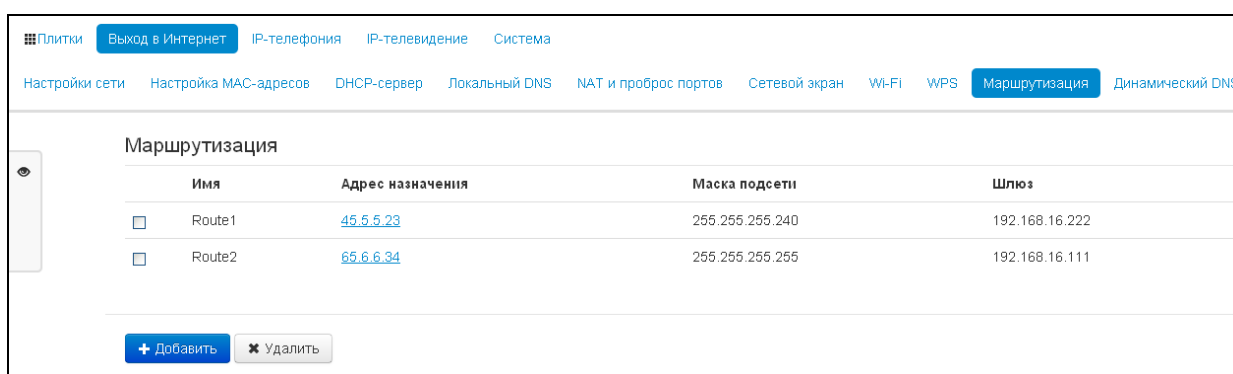 Плитки Выход в Интернет IP-телефония IP-телевидение Система
Настройки сети Настройка MAC-адресов DHCP-сервер Локальный DNS NAT и проброс портов Сетевой экран Wi-Fi WPS Маршрутизация Динамический DNS
Маршрутизация
Имя Адрес назначения Маска подсети Шлюз
Route1 45.5.5.23 255.255.255.240 192.168.16.222
Route2 65.6.6.34 255.255.255.255 192.168.16.111
Добавить Удалить